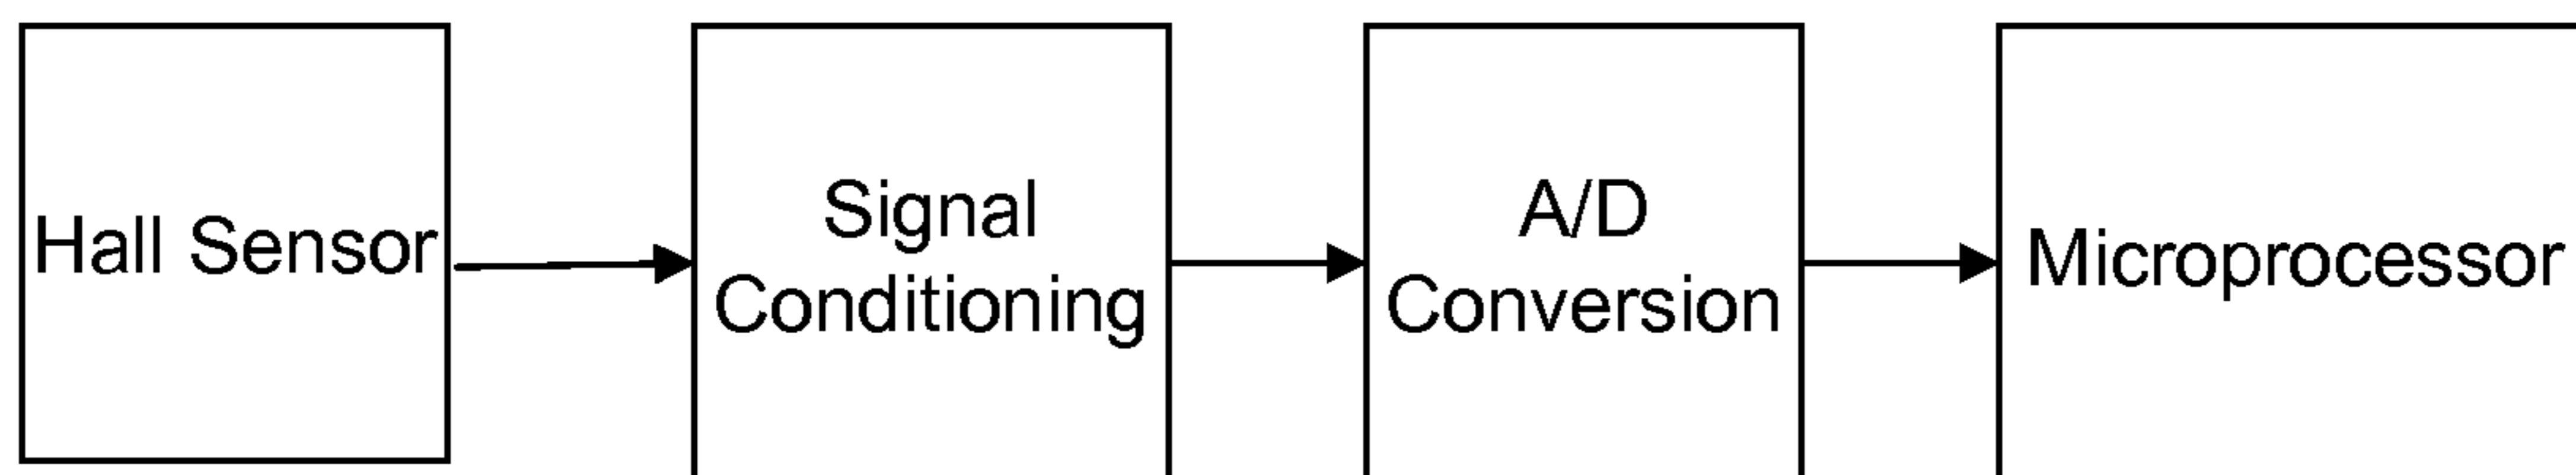 Hall Sensor
Signal
Conditioning
A/D
Conversion
Microprocessor